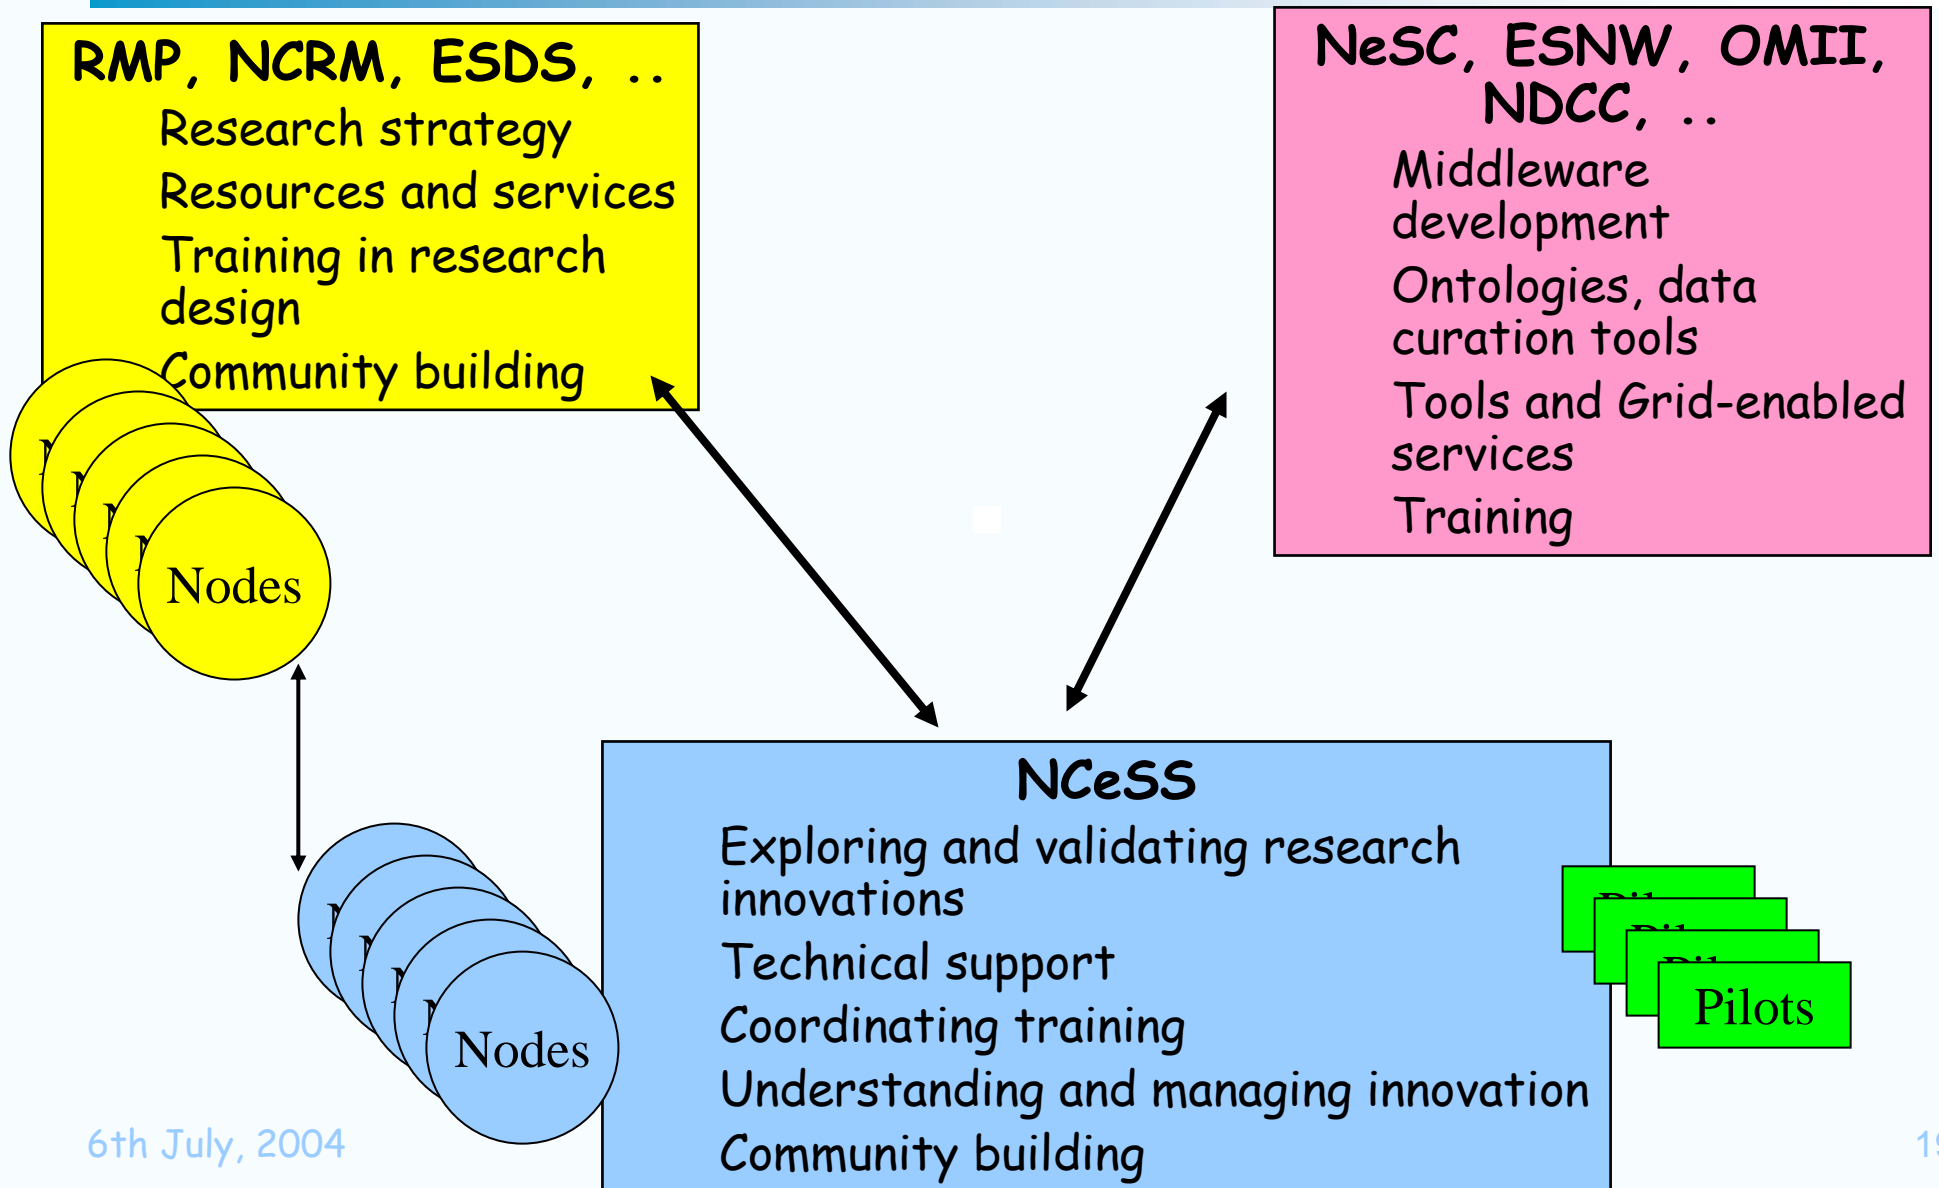 RMP, NCRM, ESDS, ..
Research strategy
Resources and services
Training in research
design
Community building
Nodes
NeSC, ESNW, OMII,
NDCC, ..
Middleware
development
Ontologies, data
curation tools
Tools and Grid-enabled
services
Training
NCeSS
Exploring and validating research
innovations
Technical support
Coordinating training
Understanding and managing innovation
Community building
Nodes
Pilots
6th July, 2004